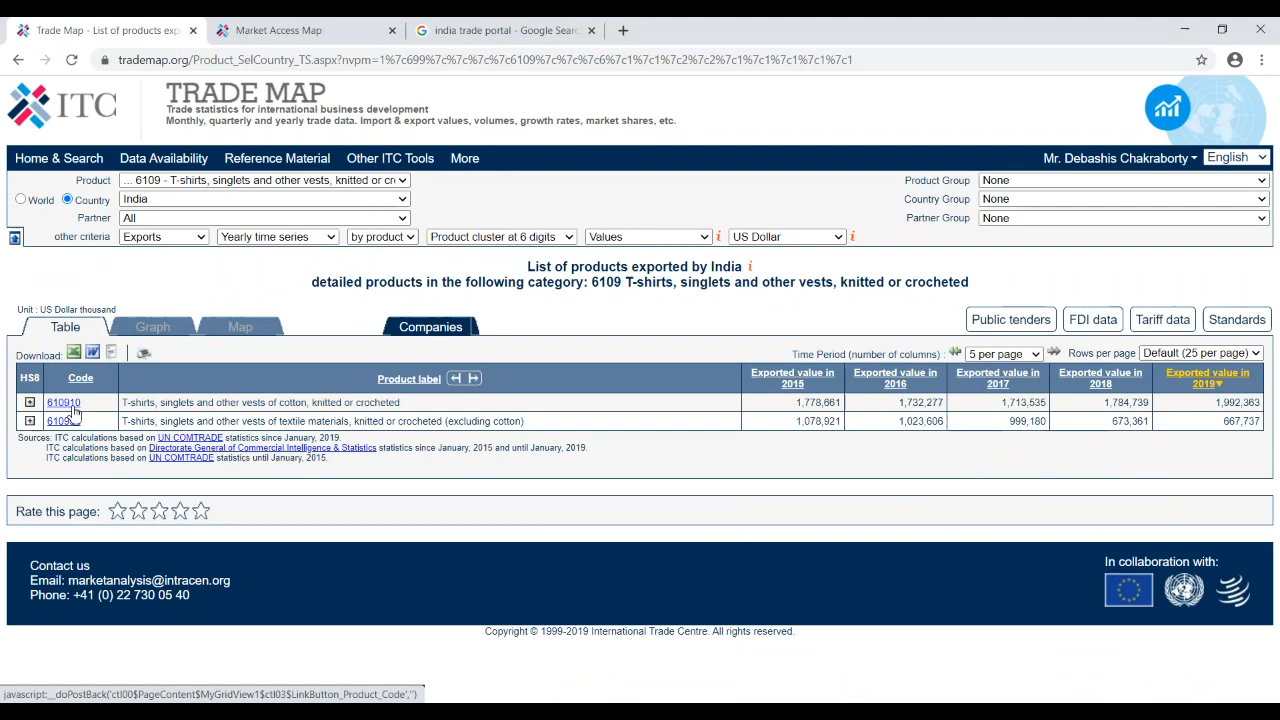 Trade Map - List of products exp
Market Access Map
india trade portal - Google Searc
trademap.org/Product_SelCountry_TS.aspx?nvpm=1%7c699%7c%7c%7c%7c6109%7c%7c%7c6%7c1%7c1%7c2%7c2%7c1%7c1%7c1%7c1%7c1
ITC
TRADE MAP
Trade statistics for international business development
Monthly, quarterly and yearly trade data. Import & export values, volumes, growth rates, market shares, etc.
Home & Search Data Availability Reference Material Other ITC Tools More Mr. Debashis Chakraborty English
Product ... 6109 - T-shirts, singlets and other vests, knitted or cr Product Group None
World Country India Country Group None
Partner All Partner Group None
other criteria Exports Yearly time series by product Product cluster at 6 digits Values i US Dollar i
List of products exported by India i
detailed products in the following category: 6109 T-shirts, singlets and other vests, knitted or crocheted
Unit : US Dollar thousand
Table Graph Map Companies Public tenders FDI data Tariff data Standards
Download: Time Period (number of columns) : 5 per page Rows per page Default (25 per page)
HS8 Code Product label Exported value in 2015 Exported value in 2016 Exported value in 2017 Exported value in 2018 Exported value in 2019▼
610910 T-shirts, singlets and other vests of cotton, knitted or crocheted 1,778,661 1,732,277 1,713,535 1,784,739 1,992,363
T-shirts, singlets and other vests of textile materials, knitted or crocheted (excluding cotton) 1,078,921 1,023,606 999,180 673,361 667,737
Sources: ITC calculations based on UN COMTRADE statistics since January, 2019.
ITC calculations based on Directorate General of Commercial Intelligence & Statistics statistics since January, 2015 and until January, 2019.
ITC calculations based on UN COMTRADE statistics until January, 2015.
Rate this page:
Contact us
Email: marketanalysis@intracen.org
Phone: +41 (0) 22 730 05 40
In collaboration with:
Copyright © 1999-2019 International Trade Centre. All rights reserved.
javascript:__doPostBack('ctl00$PageContent$MyGridView1$ctl03$LinkButton_Product_Code','')